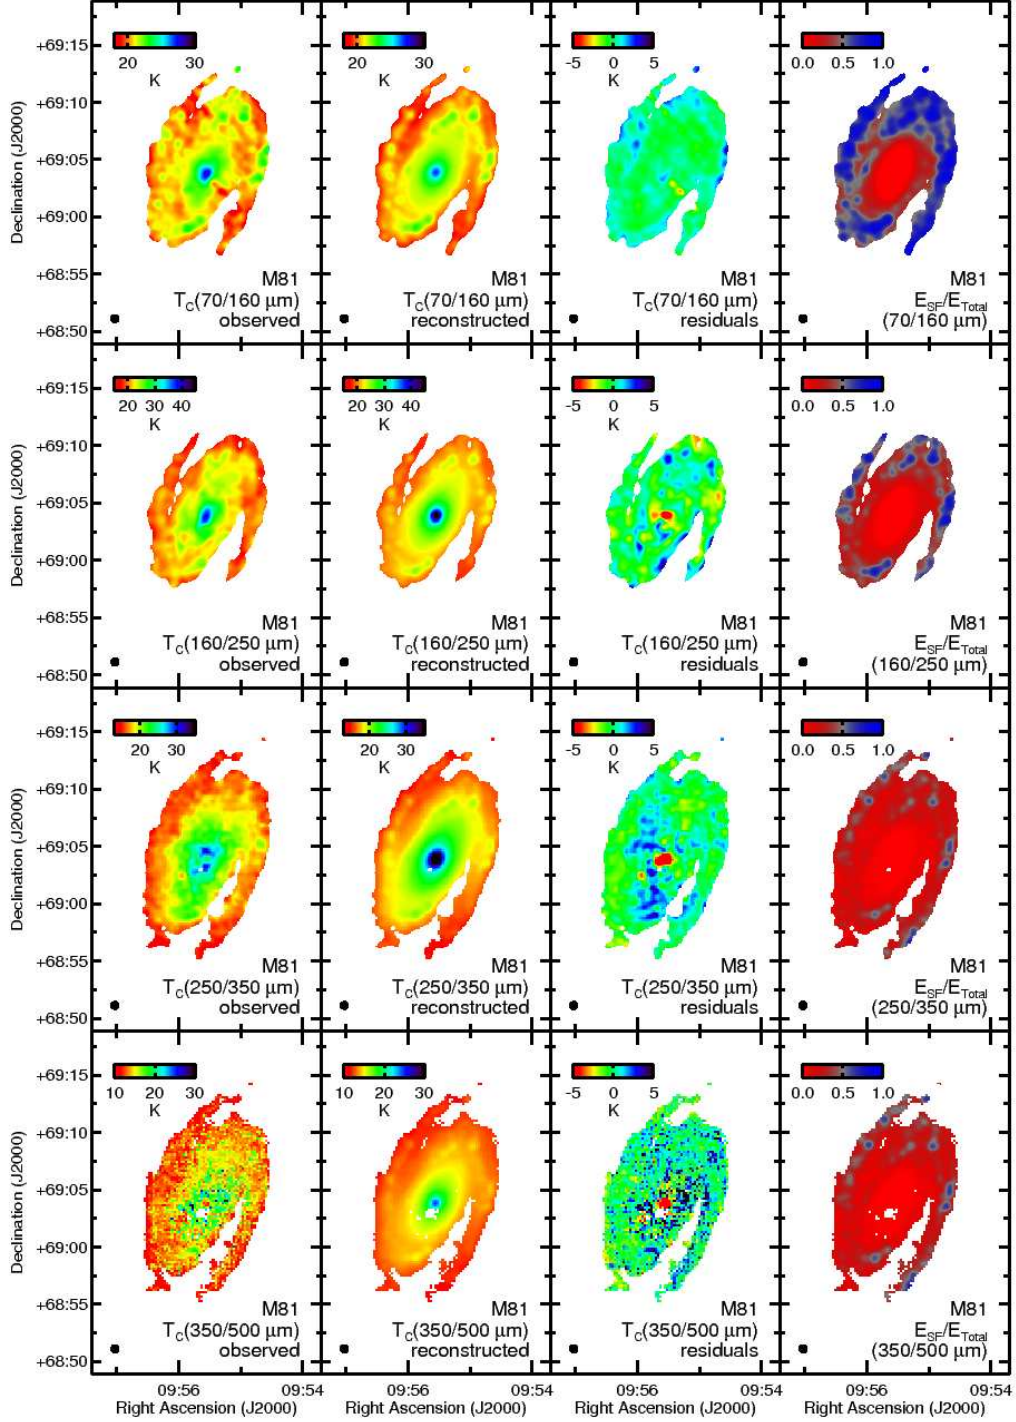 +69:15
20 30
K
20 30
K
-5 0 5
K
0.0 0.5 1.0
+69:10
+69:05
+69:00
+68:55
+68:50
Declination (J2000)
M81
T_C(70/160 μm)
observed
M81
T_C(70/160 μm)
reconstructed
M81
T_C(70/160 μm)
residuals
M81
E_SF/E_Total
(70/160 μm)
+69:15
20 30 40
K
20 30 40
K
-5 0 5
K
0.0 0.5 1.0
+69:10
+69:05
+69:00
+68:55
+68:50
Declination (J2000)
M81
T_C(160/250 μm)
observed
M81
T_C(160/250 μm)
reconstructed
M81
T_C(160/250 μm)
residuals
M81
E_SF/E_Total
(160/250 μm)
+69:15
20 30
K
20 30
K
-5 0 5
K
0.0 0.5 1.0
+69:10
+69:05
+69:00
+68:55
+68:50
Declination (J2000)
M81
T_C(250/350 μm)
observed
M81
T_C(250/350 μm)
reconstructed
M81
T_C(250/350 μm)
residuals
M81
E_SF/E_Total
(250/350 μm)
+69:15
10 20 30
K
10 20 30
K
-5 0 5
K
0.0 0.5 1.0
+69:10
+69:05
+69:00
+68:55
+68:50
Declination (J2000)
M81
T_C(350/500 μm)
observed
M81
T_C(350/500 μm)
reconstructed
M81
T_C(350/500 μm)
residuals
M81
E_SF/E_Total
(350/500 μm)
09:56 09:54
Right Ascension (J2000)
09:56 09:54
Right Ascension (J2000)
09:56 09:54
Right Ascension (J2000)
09:56 09:54
Right Ascension (J2000)